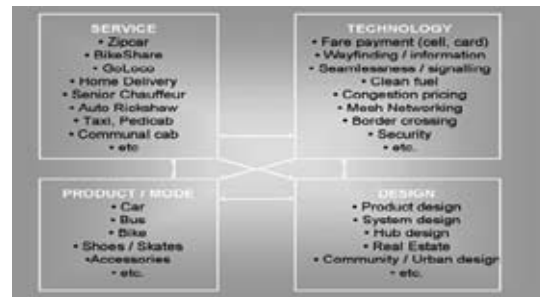 SERVICE
• Zipcar
• BikeShare
• GoLoco
• Home Delivery
• Senior Chauffeur
• Auto Rickshaw
• Taxi, Pedicab
• Communal cab
• etc
TECHNOLOGY
• Fare payment (cell, card)
• Wayfinding / information
• Seamlessness / signalling
• Clean fuel
• Congestion pricing
• Mesh Networking
• Border crossing
• Security
• etc.
PRODUCT / MODE
• Car
• Bus
• Bike
• Shoes / Skates
•Accessories
• etc.
DESIGN
• Product design
• System design
• Hub design
• Real Estate
• Community / Urban design
• etc.